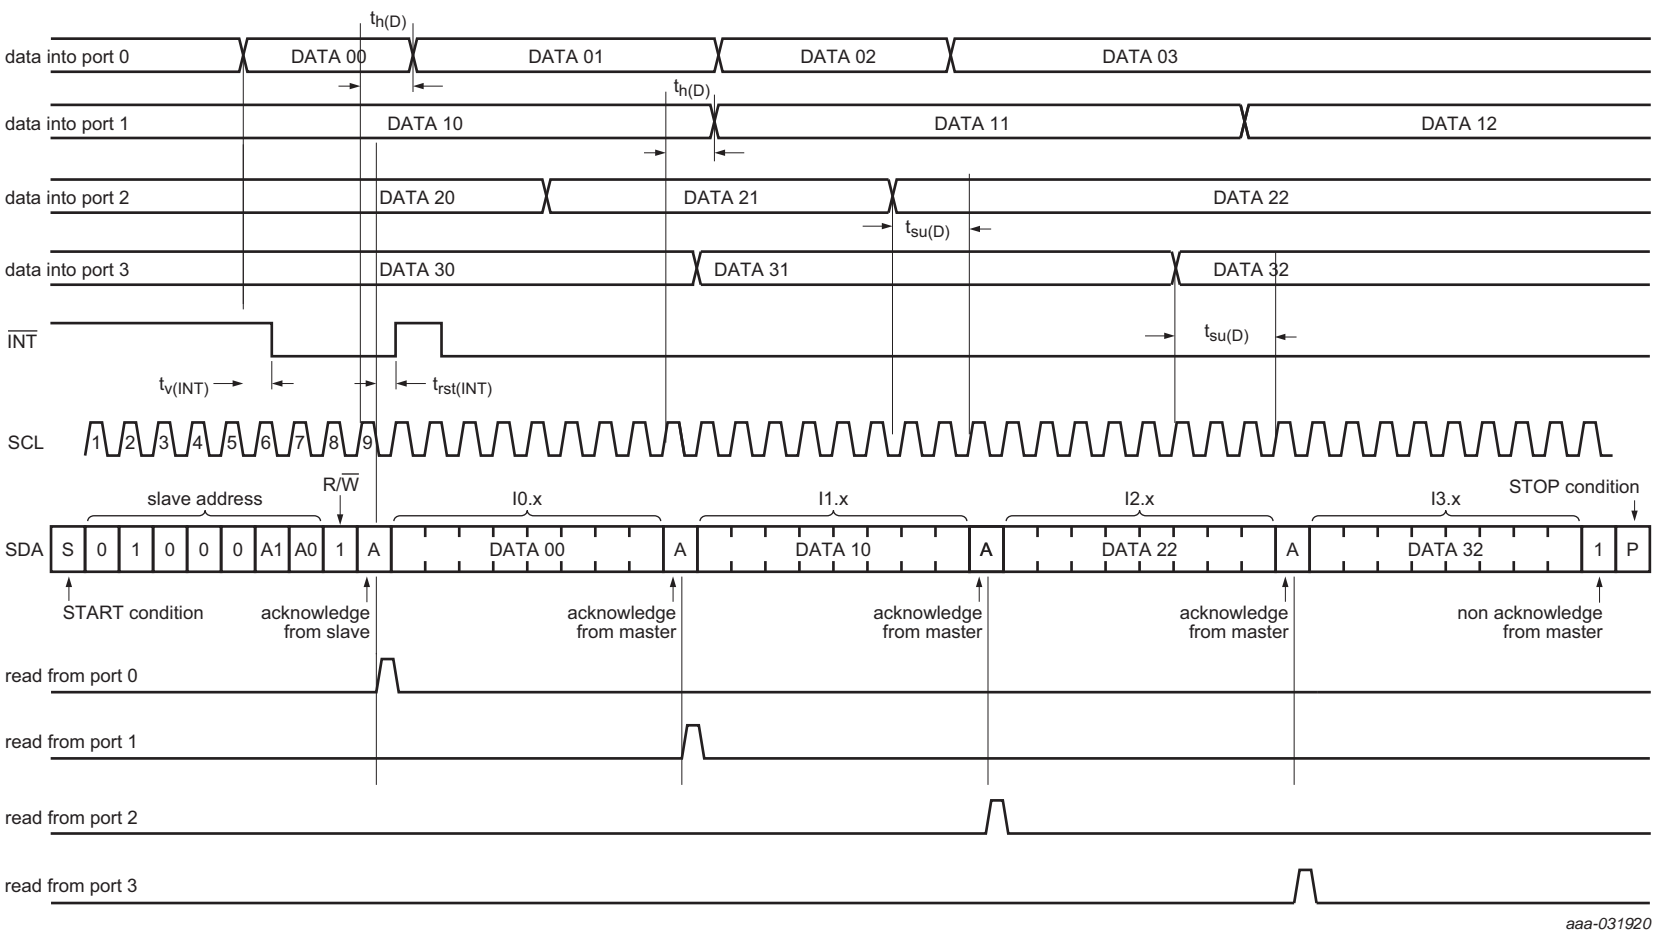 th(D)
data into port 0 DATA 00 DATA 01 DATA 02 DATA 03
th(D)
data into port 1 DATA 10 DATA 11 DATA 12
data into port 2 DATA 20 DATA 21 DATA 22
tsu(D)
data into port 3 DATA 30 DATA 31 DATA 32
INT tsu(D)
tv(INT) trst(INT)
SCL 1 2 3 4 5 6 7 8 9
R/W
slave address I0.x I1.x I2.x I3.x STOP condition
SDA S 0 1 0 0 0 A1 A0 1 A DATA 00 A DATA 10 A DATA 22 A DATA 32 1 P
START condition acknowledge acknowledge acknowledge acknowledge non acknowledge
from slave from master from master from master from master
read from port 0
read from port 1
read from port 2
read from port 3
aaa-031920